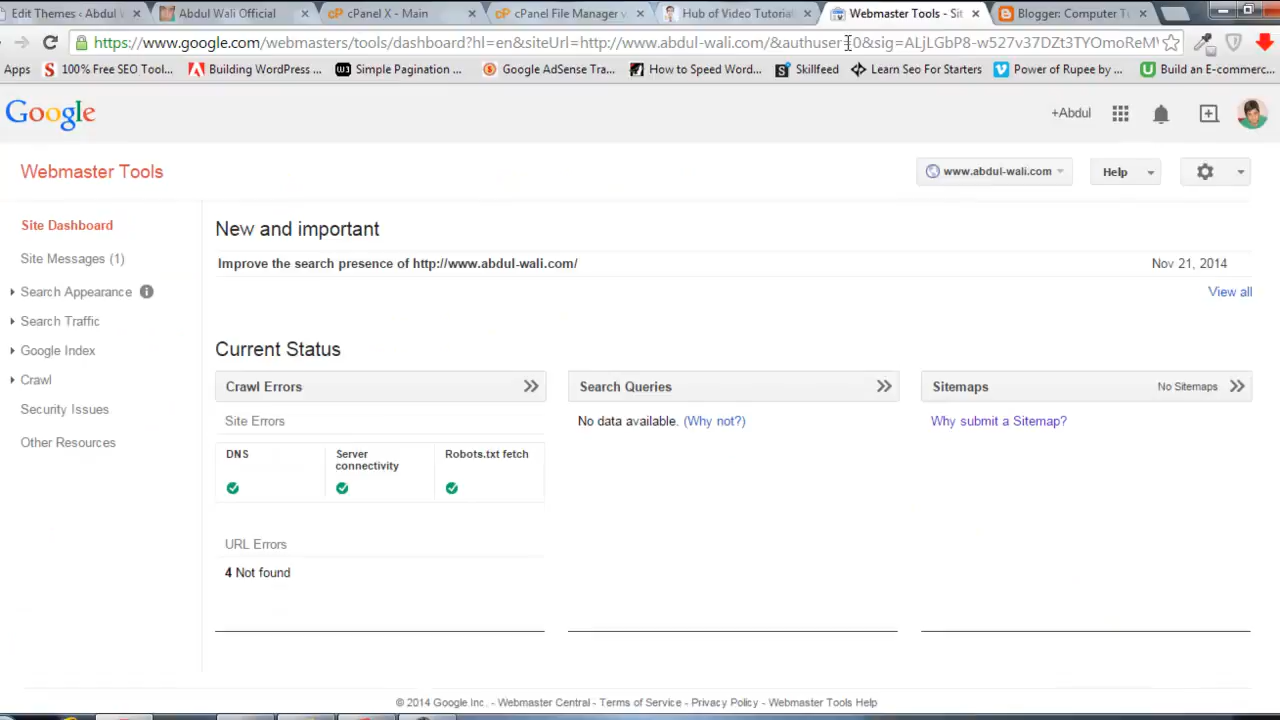 Edit Themes ‹ Abdul W
Abdul Wali Official
cPanel X - Main
cPanel File Manager v
Hub of Video Tutorial
Webmaster Tools - Sit
Blogger: Computer T
https://www.google.com/webmasters/tools/dashboard?hl=en&siteUrl=http://www.abdul-wali.com/&authuser=0&sig=ALjLGbP8-w527v37DZt3TYOmoReMV
Apps
100% Free SEO Tool...
Building WordPress ...
Simple Pagination ...
Google AdSense Tra...
How to Speed Word...
Skillfeed
Learn Seo For Starters
Power of Rupee by ...
Build an E-commerc...
Google
+Abdul
Webmaster Tools
www.abdul-wali.com
Help
Site Dashboard
Site Messages (1)
Search Appearance
Search Traffic
Google Index
Crawl
Security Issues
Other Resources
New and important
Improve the search presence of http://www.abdul-wali.com/
Nov 21, 2014
View all
Current Status
Crawl Errors
Site Errors
DNS
Server
connectivity
Robots.txt fetch
URL Errors
4 Not found
Search Queries
No data available. (Why not?)
Sitemaps
No Sitemaps
Why submit a Sitemap?
© 2014 Google Inc. - Webmaster Central - Terms of Service - Privacy Policy - Webmaster Tools Help